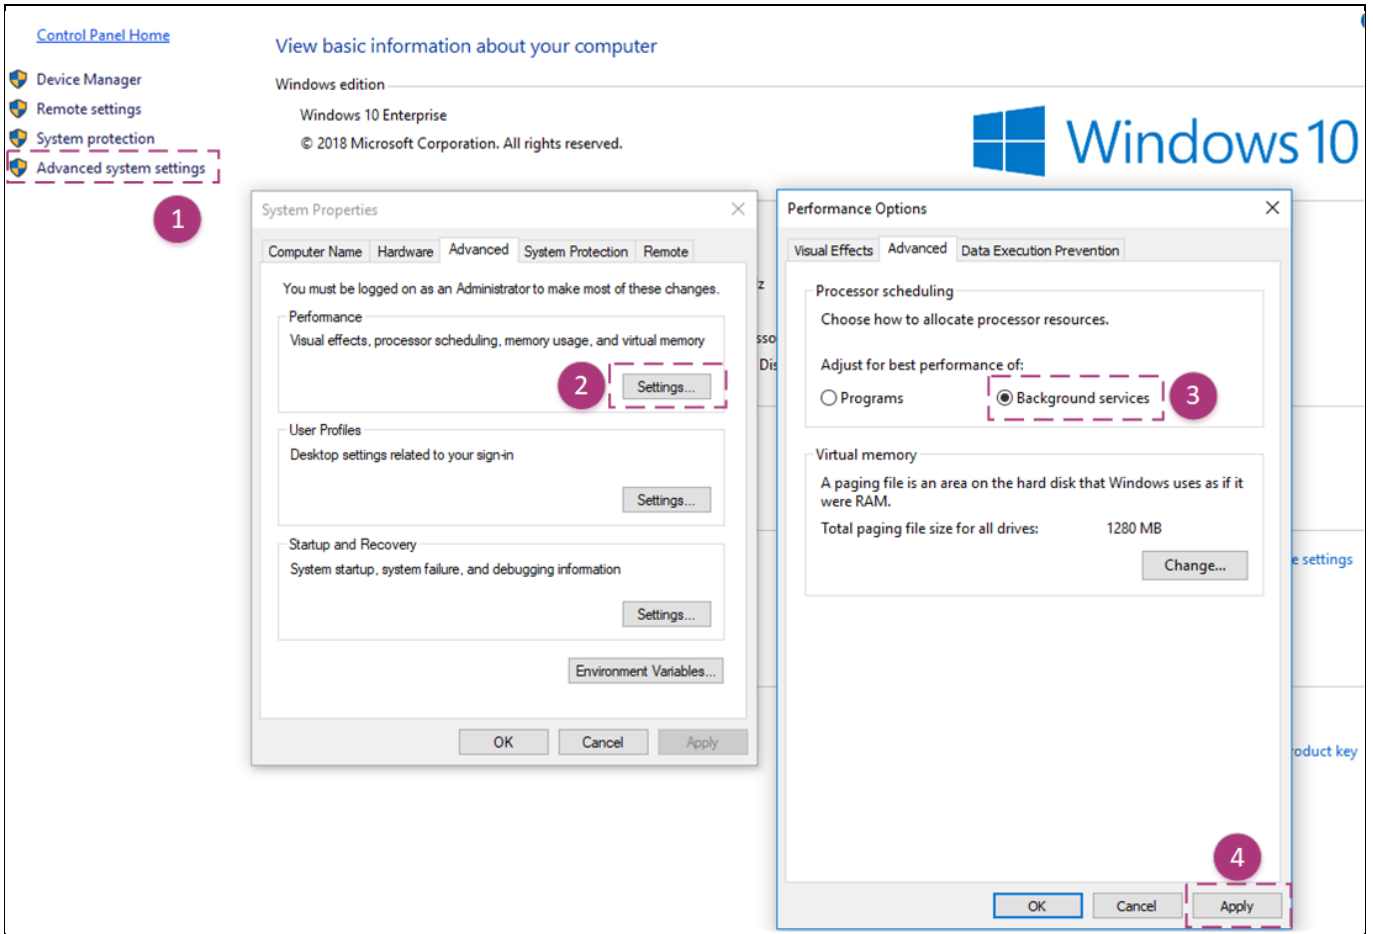 Control Panel Home
Device Manager
Remote settings
System protection
Advanced system settings
1
View basic information about your computer
Windows edition
Windows 10 Enterprise
© 2018 Microsoft Corporation. All rights reserved.
Windows 10
System Properties
Computer Name Hardware Advanced System Protection Remote
You must be logged on as an Administrator to make most of these changes.
Performance
Visual effects, processor scheduling, memory usage, and virtual memory
2 Settings...
User Profiles
Desktop settings related to your sign-in
Settings...
Startup and Recovery
System startup, system failure, and debugging information
Settings...
Environment Variables...
OK Cancel Apply
z
sso
Dis
Performance Options
Visual Effects Advanced Data Execution Prevention
Processor scheduling
Choose how to allocate processor resources.
Adjust for best performance of:
Programs Background services 3
Virtual memory
A paging file is an area on the hard disk that Windows uses as if it
were RAM.
Total paging file size for all drives: 1280 MB
Change...
4
OK Cancel Apply
e settings
roduct key